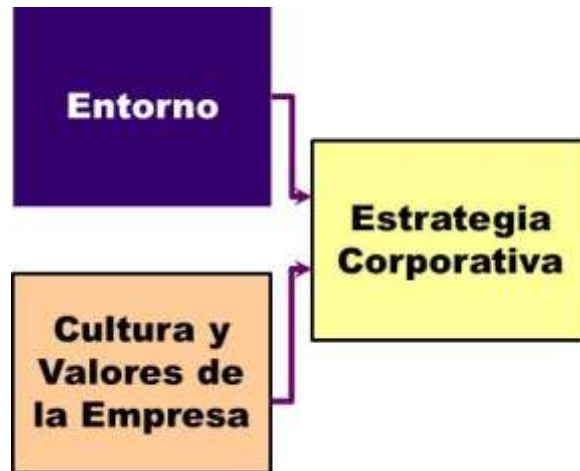 Entorno
Estrategia
Corporativa
Cultura y
Valores de
la Empresa